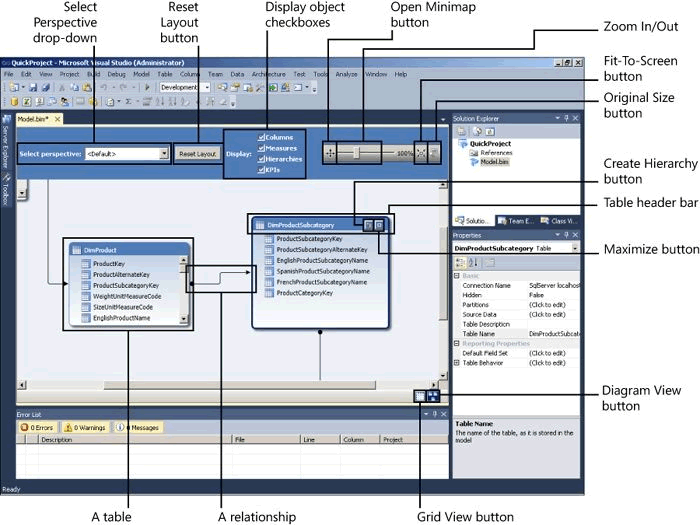 Select
Perspective
drop-down
Reset
Layout
button
Display object
checkboxes
Open Minimap
button
Zoom In/Out
Fit-To-Screen
button
Original Size
button
Create Hierarchy
button
Table header bar
Maximize button
Diagram View
button
QuickProject - Microsoft Visual Studio (Administrator)
File Edit View Project Build Debug Model Table Column Team Data Architecture Test Tools Analyze Window Help
Development
Model.bim*
Server Explorer
Toolbox
Select perspective: <Default>
Reset Layout
Display:
Columns
Measures
Hierarchies
KPIs
100%
DimProduct
ProductKey
ProductAlternateKey
ProductSubcategoryKey
WeightUnitMeasureCode
SizeUnitMeasureCode
EnglishProductName
DimProductSubcategory
ProductSubcategoryKey
ProductSubcategoryAlternateKey
EnglishProductSubcategoryName
SpanishProductSubcategoryName
FrenchProductSubcategoryName
ProductCategoryKey
Solution Explorer
QuickProject
References
Model.bim
Solutio... Team E... Class Vi...
Properties
DimProductSubcategory Table
Basic
Connection Name SqlServer localhost
Hidden False
Partitions (Click to edit)
Source Data (Click to edit)
Table Description
Table Name DimProductSubcat
Reporting Properties
Default Field Set (Click to edit)
Table Behavior (Click to edit)
Table Name
The name of the table, as it is stored in the model
Error List
0 Errors 0 Warnings 0 Messages
Description File Line Column Project
Ready
A table
A relationship
Grid View button